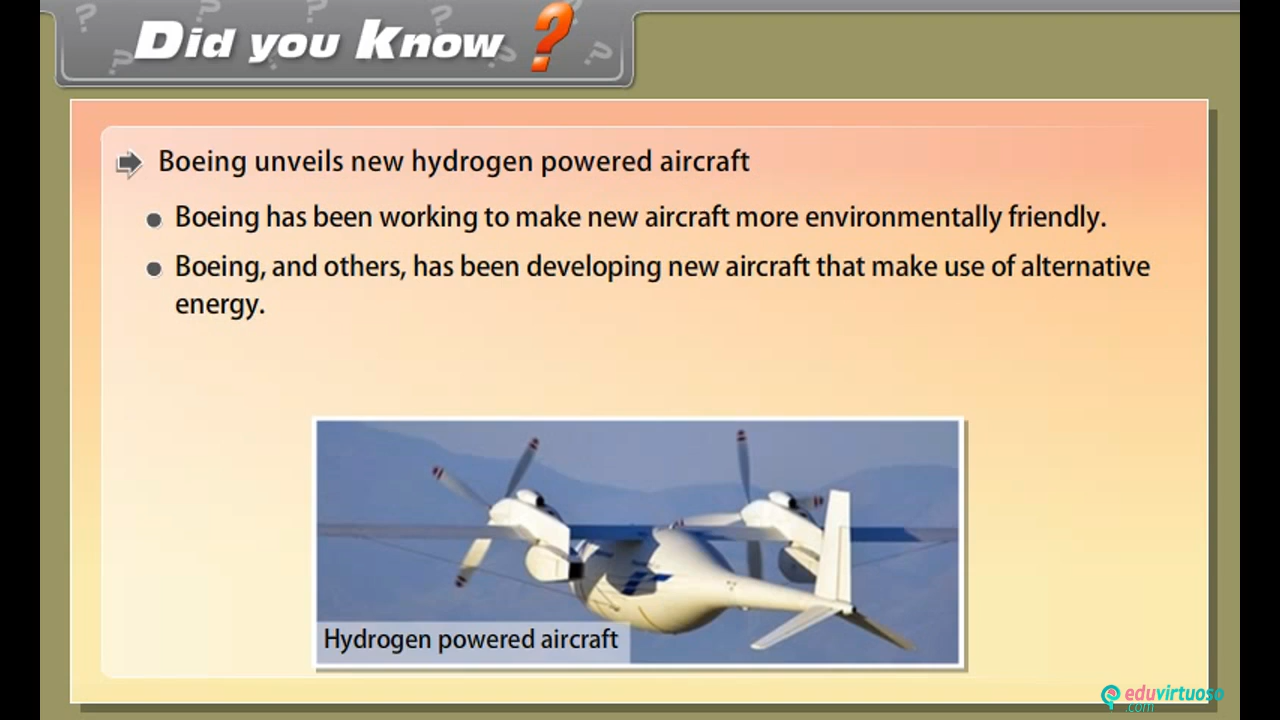 Did you Know ?
Boeing unveils new hydrogen powered aircraft
Boeing has been working to make new aircraft more environmentally friendly.
Boeing, and others, has been developing new aircraft that make use of alternative
energy.
Hydrogen powered aircraft
eduvirtuoso
.com